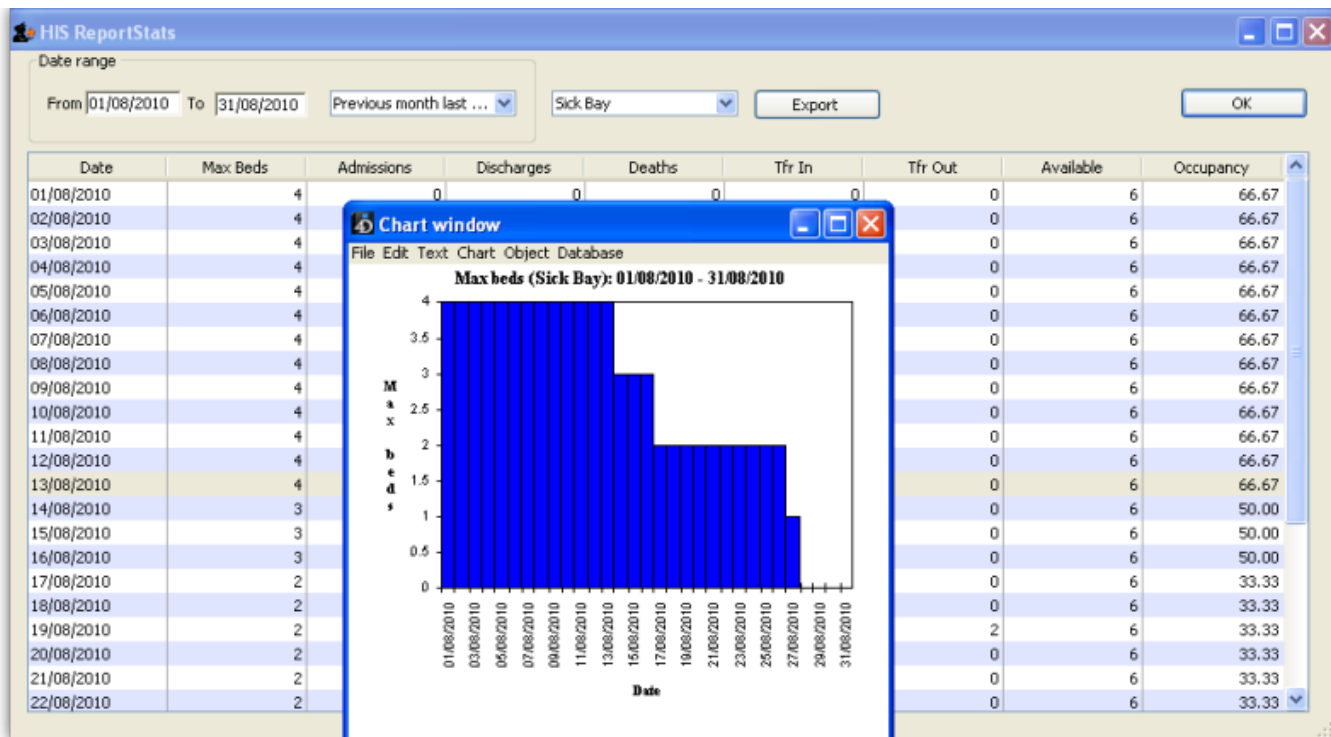 HIS ReportStats
Date range
From 01/08/2010 To 31/08/2010 Previous month last ... Sick Bay Export OK
Date Max Beds Admissions Discharges Deaths Tfr In Tfr Out Available Occupancy
01/08/2010 4 0 0 0 0 0 6 66.67
02/08/2010 4 0 6 66.67
03/08/2010 4 0 6 66.67
04/08/2010 4 0 6 66.67
05/08/2010 4 0 6 66.67
06/08/2010 4 0 6 66.67
07/08/2010 4 0 6 66.67
08/08/2010 4 0 6 66.67
09/08/2010 4 0 6 66.67
10/08/2010 4 0 6 66.67
11/08/2010 4 0 6 66.67
12/08/2010 4 0 6 66.67
13/08/2010 4 0 6 66.67
14/08/2010 3 0 6 50.00
15/08/2010 3 0 6 50.00
16/08/2010 3 0 6 50.00
17/08/2010 2 0 6 33.33
18/08/2010 2 0 6 33.33
19/08/2010 2 2 6 33.33
20/08/2010 2 0 6 33.33
21/08/2010 2 0 6 33.33
22/08/2010 2 0 6 33.33
4D Chart window
File Edit Text Chart Object Database
Max beds (Sick Bay): 01/08/2010 - 31/08/2010
Max beds
4
3.5
3
2.5
2
1.5
1
0.5
0
01/08/2010
03/08/2010
05/08/2010
07/08/2010
09/08/2010
11/08/2010
13/08/2010
15/08/2010
17/08/2010
19/08/2010
21/08/2010
23/08/2010
25/08/2010
27/08/2010
29/08/2010
31/08/2010
Date